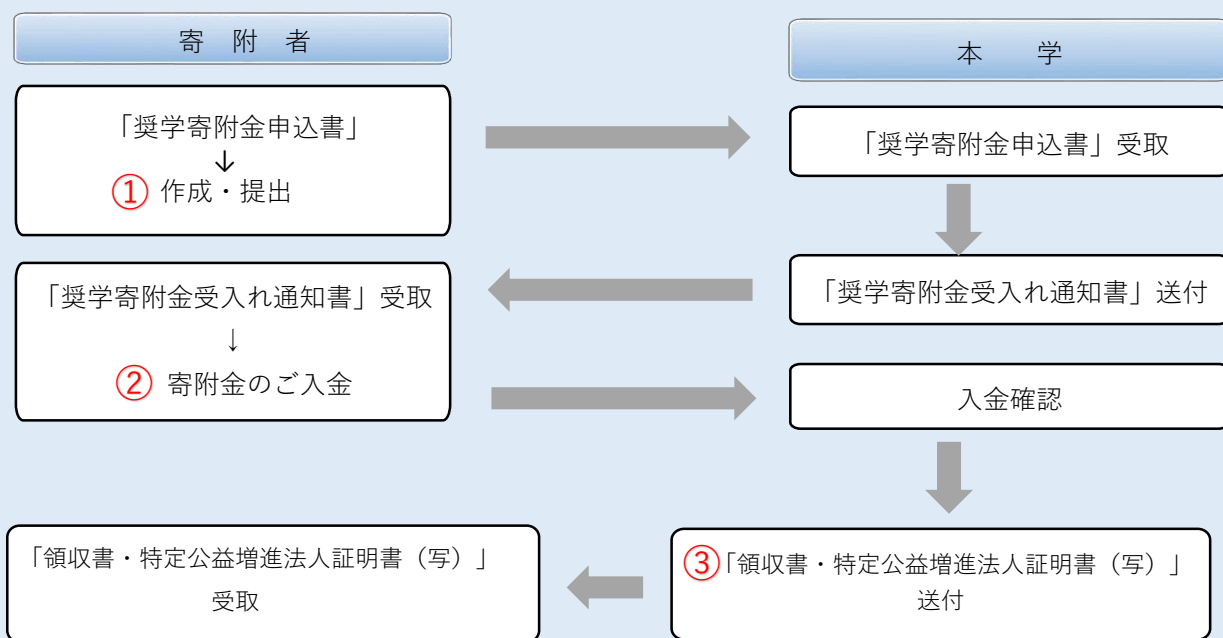 寄 附 者
本 学
「奨学寄附金申込書」
↓
① 作成・提出
「奨学寄附金申込書」受取
「奨学寄附金受入れ通知書」送付
「奨学寄附金受入れ通知書」受取
↓
② 寄附金のご入金
入金確認
③「領収書・特定公益増進法人証明書（写）」
送付
「領収書・特定公益増進法人証明書（写）」
受取